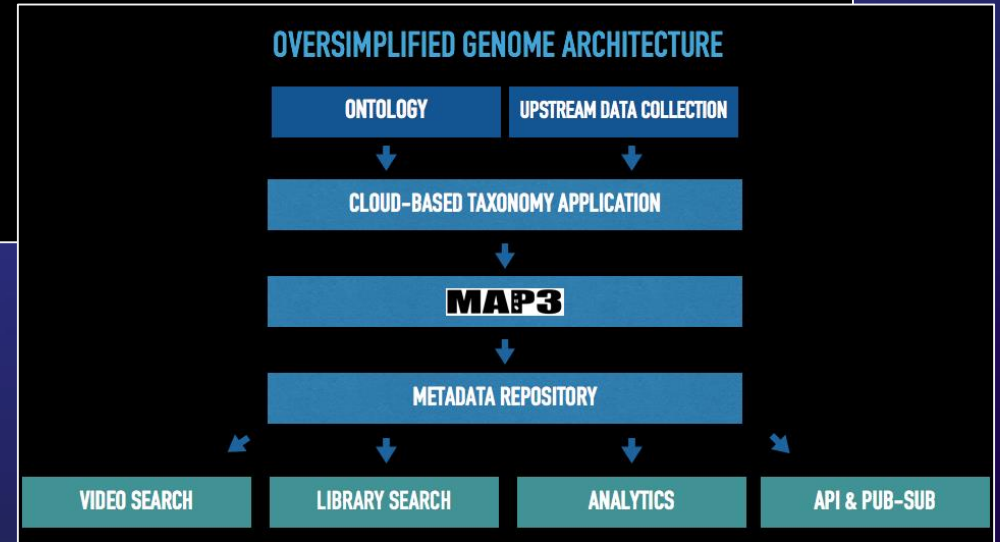 OVERSIMPLIFIED GENOME ARCHITECTURE
ONTOLOGY
UPSTREAM DATA COLLECTION
CLOUD-BASED TAXONOMY APPLICATION
MAP3
METADATA REPOSITORY
VIDEO SEARCH
LIBRARY SEARCH
ANALYTICS
API & PUB-SUB